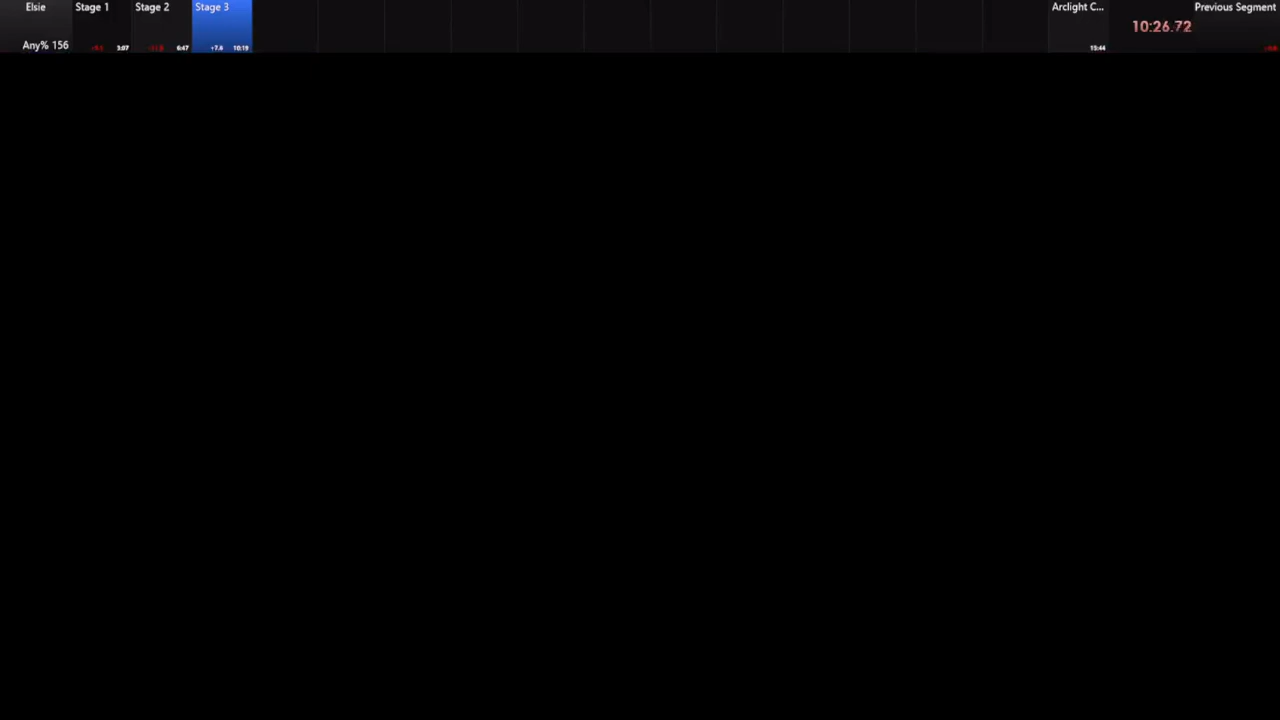 Elsie
Any% 156
Stage 1
3:07
Stage 2
6:47
Stage 3
+7.6 10:19
Arclight C...
15:44
10:26.72
Previous Segment